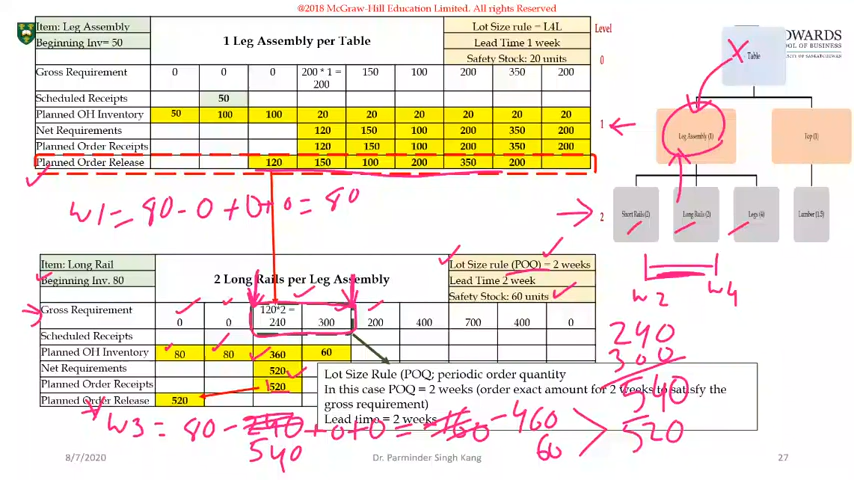 @2018 McGraw-Hill Education Limited. All Rights Reserved
Item: Leg Assembly
Beginning Inv= 50
1 Leg Assembly per Table
Lot Size rule = L4L
Lead Time 1 week
Safety Stock: 20 units
Gross Requirement 0 0 0 200 * 1 = 200 150 100 200 350 200
Scheduled Receipts 50
Planned OH Inventory 50 100 100 20 20 20 20 20 20
Net Requirements 120 150 100 200 350 200
Planned Order Receipts 120 150 100 200 350 200
Planned Order Release 120 150 100 200 350 200
Level
0
1
2
EDWARDS
OOL OF BUSINESS
Table
Leg Assembly (1)
Top (1)
Short Rails (2)
Long Rails (2)
Legs (4)
Lumber (1.5)
W1 = 80 - 0 + 0 + 0 = 80
Item: Long Rail
Beginning Inv. 80
2 Long Rails per Leg Assembly
Lot Size rule (POQ) = 2 weeks
Lead Time 2 week
Safety Stock: 60 units
Gross Requirement 0 0 120*2 = 240 300 200 400 700 400 0
Scheduled Receipts
Planned OH Inventory 80 80 360 60
Net Requirements 520
Planned Order Receipts 520
Planned Order Release 520
Lot Size Rule (POQ; periodic order quantity
In this case POQ = 2 weeks (order exact amount for 2 weeks to satisfy the
gross requirement)
Lead time = 2 weeks
W2 W4
240
300
540
520
W3 = 80 - 240 + 0 + 0 = -160 -460
540
60
8/7/2020
Dr. Parminder Singh Kang
27